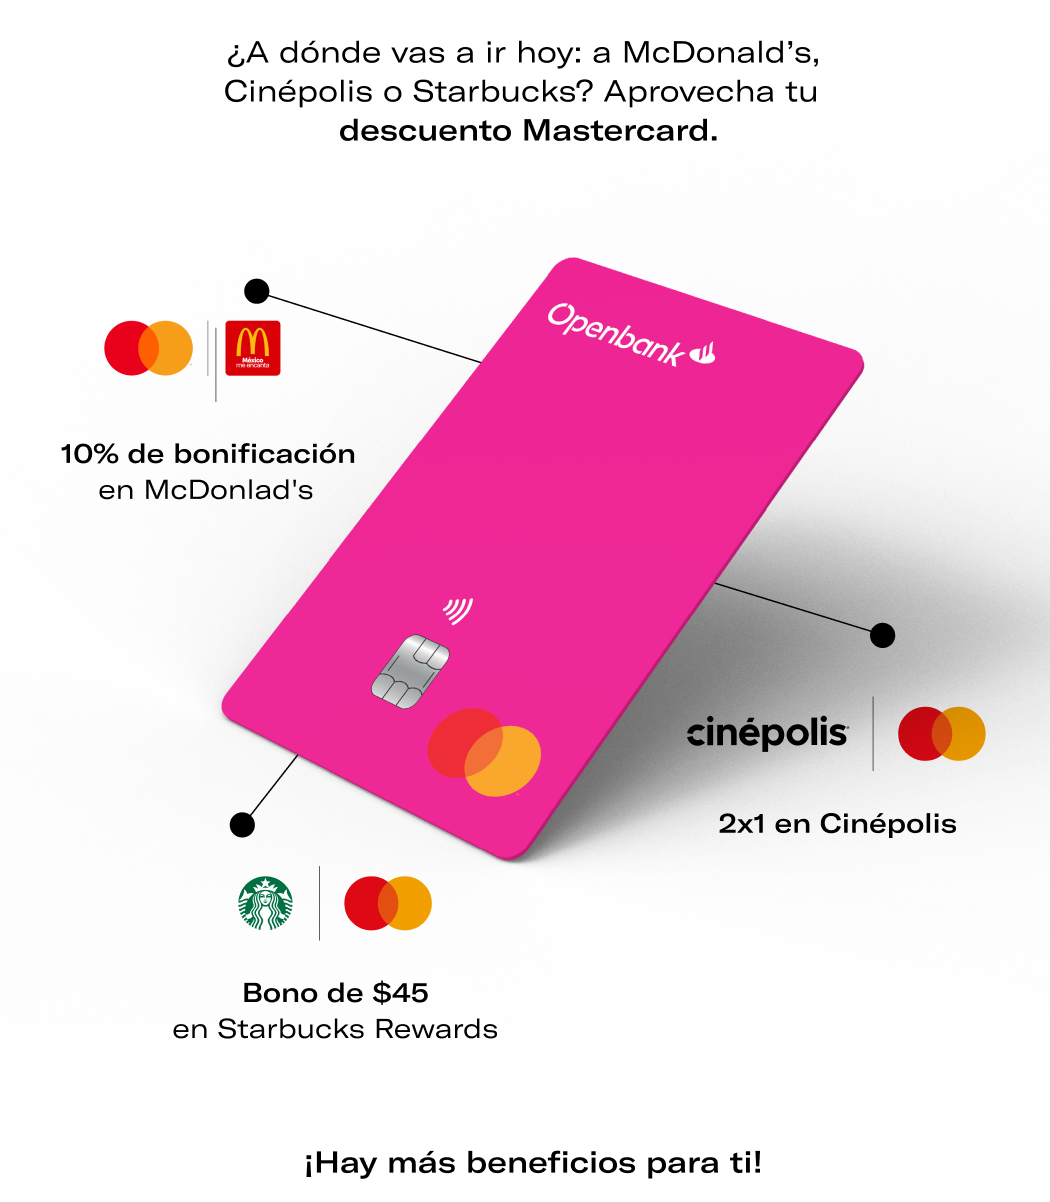 ¿A dónde vas a ir hoy: a McDonald’s,
Cinépolis o Starbucks? Aprovecha tu
descuento Mastercard.
Openbank
México
me encanta
10% de bonificación
en McDonlad's
cinépolis
2x1 en Cinépolis
Bono de $45
en Starbucks Rewards
¡Hay más beneficios para ti!